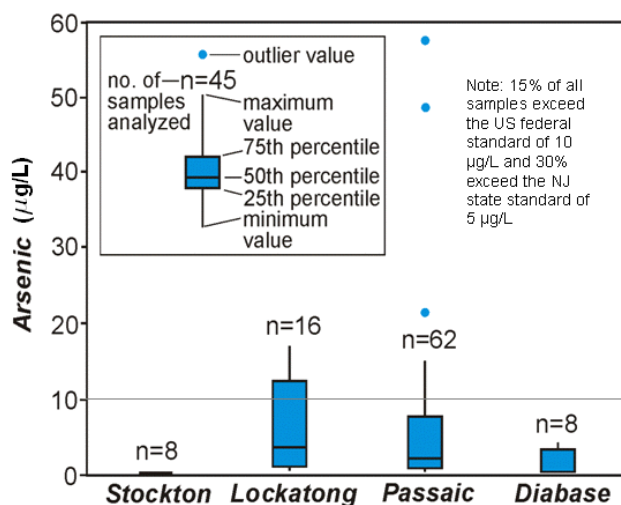 60
50
40
30
20
10
0
Arsenic (µg/L)
outlier value
no. of
samples
analyzed
n=45
maximum
value
75th percentile
50th percentile
25th percentile
minimum
value
Note: 15% of all
samples exceed
the US federal
standard of 10
µg/L and 30%
exceed the NJ
state standard of
5 µg/L
n=8
n=16
n=62
n=8
Stockton Lockatong Passaic Diabase